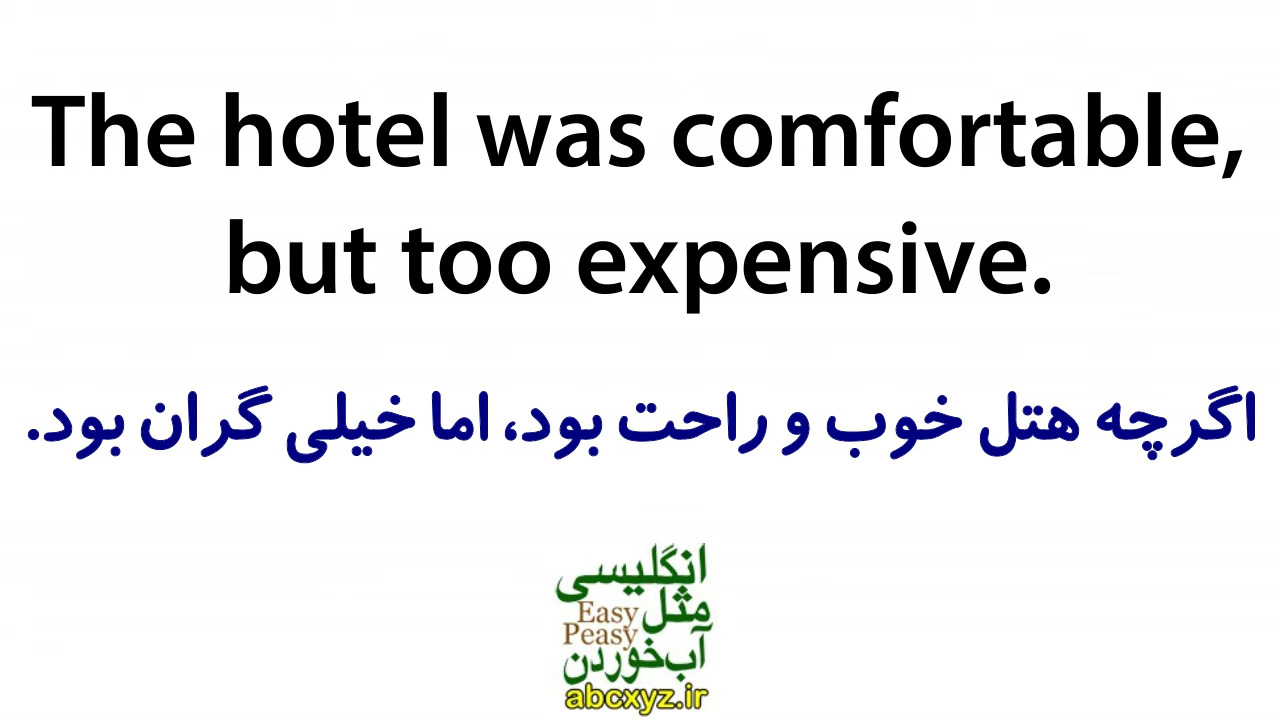 The hotel was comfortable,
but too expensive.
اگرچه هتل خوب و راحت بود، اما خیلی گران بود.
انگلیسی
مثل
Easy
Peasy
آب‌خوردن
abcxyz.ir